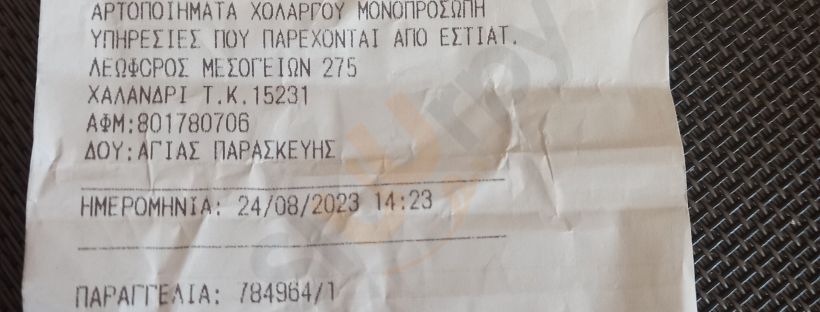 ΑΡΤΟΠΟΙΗΜΑΤΑ ΧΟΛΑΡΓΟΥ ΜΟΝΟΠΡΟΣΩΠΗ
ΥΠΗΡΕΣΙΕΣ ΠΟΥ ΠΑΡΕΧΟΝΤΑΙ ΑΠΟ ΕΣΤΙΑΤ.
ΛΕΩΦΟΡΟΣ ΜΕΣΟΓΕΙΩΝ 275
ΧΑΛΑΝΔΡΙ Τ.Κ.15231
ΑΦΜ:801780706
ΔΟΥ:ΑΓΙΑΣ ΠΑΡΑΣΚΕΥΗΣ
ΗΜΕΡΟΜΗΝΙΑ: 24/08/2023 14:23
ΠΑΡΑΓΓΕΛΙΑ: 784964/1